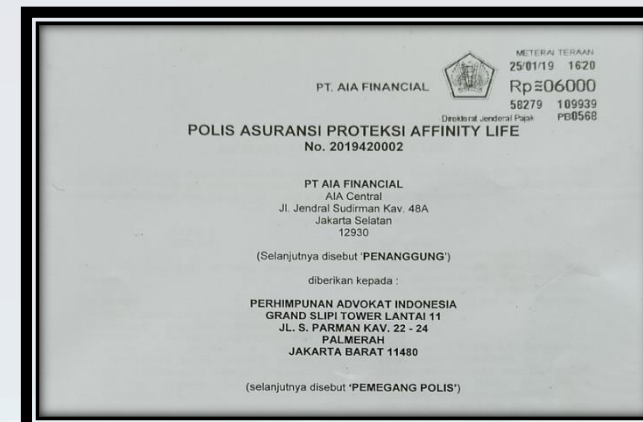 METERAI TERAAN
25/01/19 1620
PT. AIA FINANCIAL
Rp 06000
58279 109939
Direktorat Jenderal Pajak PB0568
POLIS ASURANSI PROTEKSI AFFINITY LIFE
No. 2019420002
PT AIA FINANCIAL
AIA Central
Jl. Jendral Sudirman Kav. 48A
Jakarta Selatan
12930
(Selanjutnya disebut 'PENANGGUNG')
diberikan kepada :
PERHIMPUNAN ADVOKAT INDONESIA
GRAND SLIPI TOWER LANTAI 11
JL. S. PARMAN KAV. 22 - 24
PALMERAH
JAKARTA BARAT 11480
(selanjutnya disebut 'PEMEGANG POLIS')